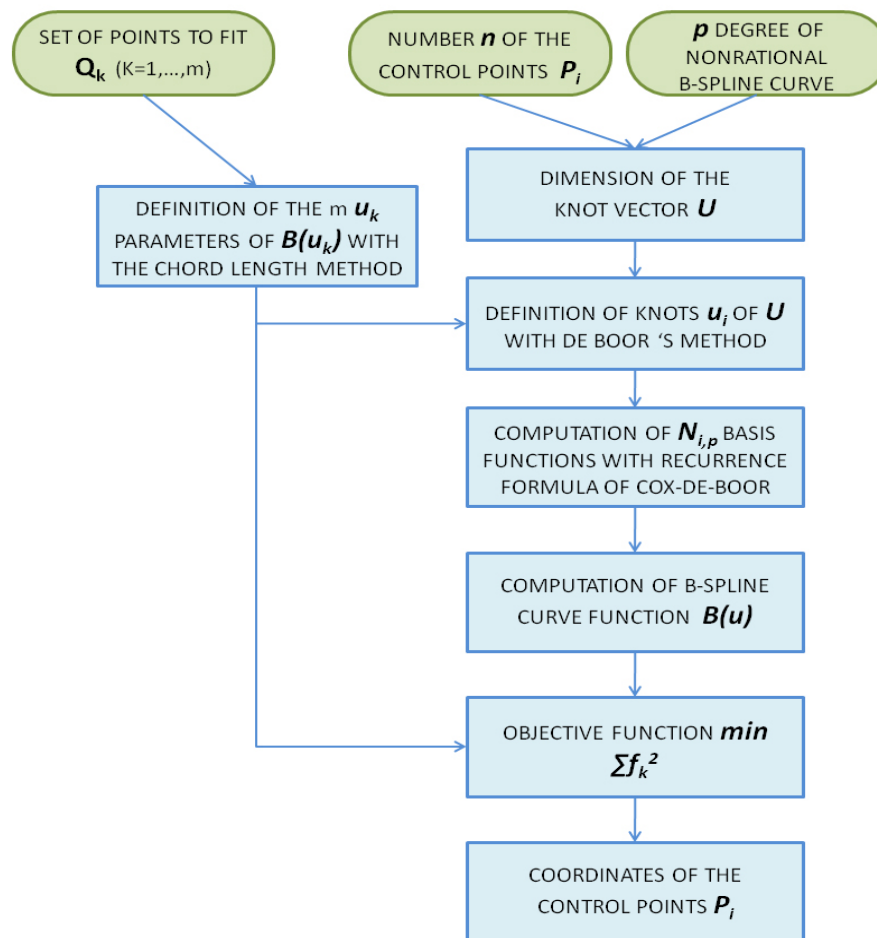 SET OF POINTS TO FIT
Qₖ (K=1,...,m)
NUMBER n OF THE
CONTROL POINTS Pᵢ
p DEGREE OF
NONRATIONAL
B-SPLINE CURVE
DEFINITION OF THE m uₖ
PARAMETERS OF B(uₖ) WITH
THE CHORD LENGTH METHOD
DIMENSION OF THE
KNOT VECTOR U
DEFINITION OF KNOTS uᵢ OF U
WITH DE BOOR ‘S METHOD
COMPUTATION OF Nᵢ,ₚ BASIS
FUNCTIONS WITH RECURRENCE
FORMULA OF COX-DE-BOOR
COMPUTATION OF B-SPLINE
CURVE FUNCTION B(u)
OBJECTIVE FUNCTION min
Σfₖ²
COORDINATES OF THE
CONTROL POINTS Pᵢ